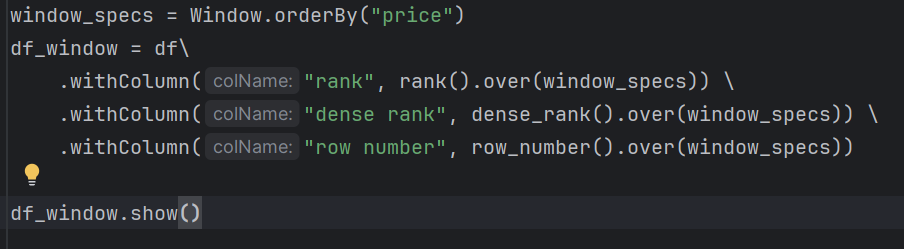 window_specs = Window.orderBy("price")
df_window = df\
.withColumn( colName: "rank", rank().over(window_specs)) \
.withColumn( colName: "dense rank", dense_rank().over(window_specs)) \
.withColumn( colName: "row number", row_number().over(window_specs))
df_window.show()